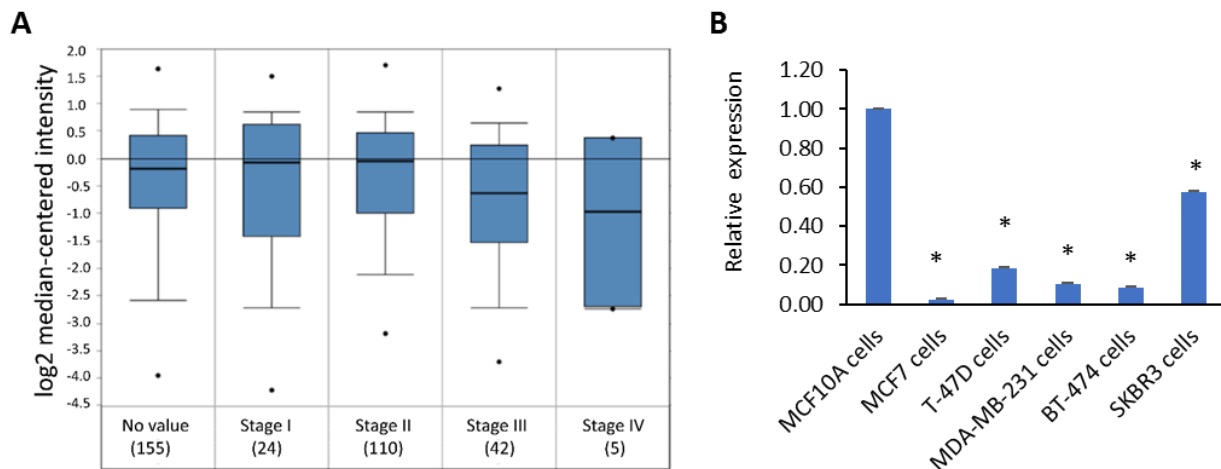 A
log2 median-centered intensity
2.0
1.5
1.0
0.5
0.0
-0.5
-1.0
-1.5
-2.0
-2.5
-3.0
-3.5
-4.0
-4.5
No value
(155)
Stage I
(24)
Stage II
(110)
Stage III
(42)
Stage IV
(5)
B
Relative expression
1.20
1.00
0.80
0.60
0.40
0.20
0.00
*
*
*
*
*
MCF10A cells
MCF7 cells
T-47D cells
MDA-MB-231 cells
BT-474 cells
SKBR3 cells